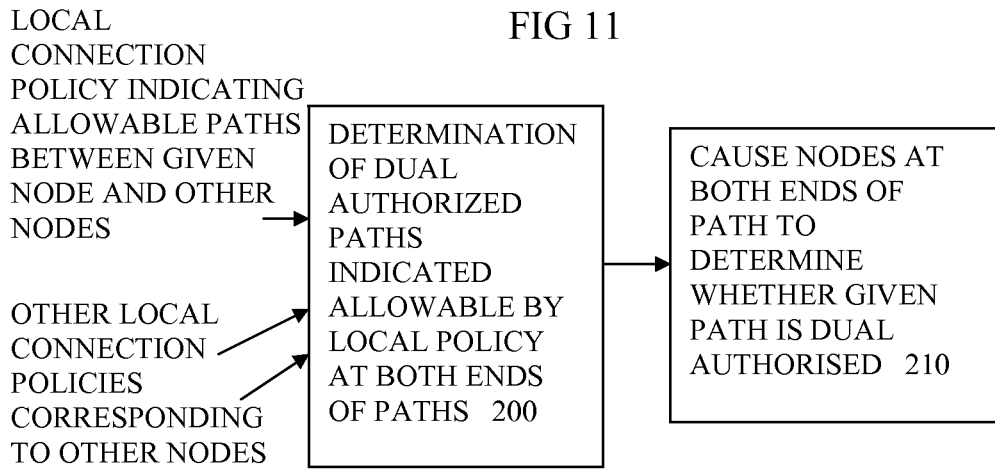 FIG 11
LOCAL
CONNECTION
POLICY INDICATING
ALLOWABLE PATHS
BETWEEN GIVEN
NODE AND OTHER
NODES
OTHER LOCAL
CONNECTION
POLICIES
CORRESPONDING
TO OTHER NODES
DETERMINATION
OF DUAL
AUTHORIZED
PATHS
INDICATED
ALLOWABLE BY
LOCAL POLICY
AT BOTH ENDS
OF PATHS 200
CAUSE NODES AT
BOTH ENDS OF
PATH TO
DETERMINE
WHETHER GIVEN
PATH IS DUAL
AUTHORISED 210